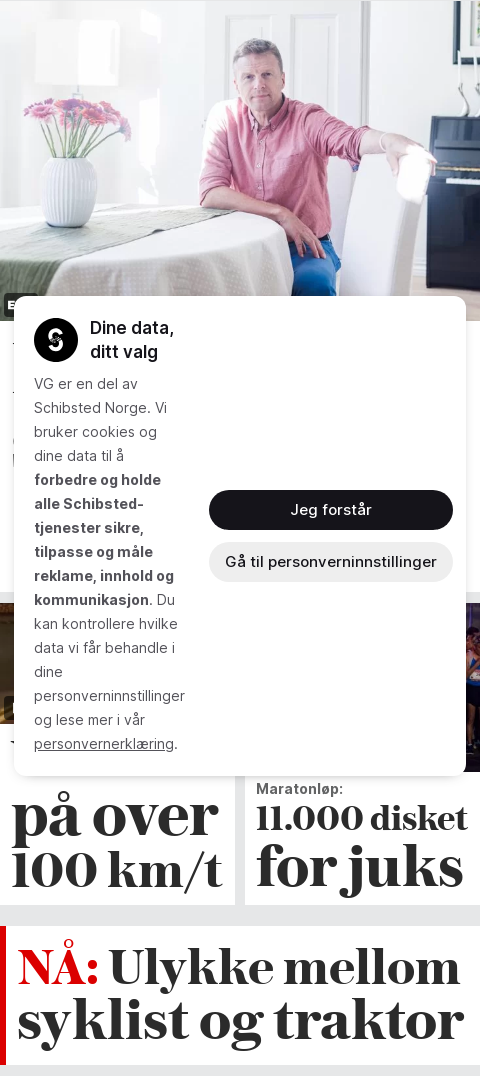 Dine data,
ditt valg
VG er en del av
Schibsted Norge. Vi
bruker cookies og
dine data til å
forbedre og holde
alle Schibsted-
tjenester sikre,
tilpasse og måle
reklame, innhold og
kommunikasjon. Du
kan kontrollere hvilke
data vi får behandle i
dine
personverninnstillinger
og lese mer i vår
personvernerklæring.
Jeg forstår
Gå til personverninnstillinger
på over
100 km/t
Maratonløp:
11.000 disket
for juks
NÅ: Ulykke mellom
syklist og traktor